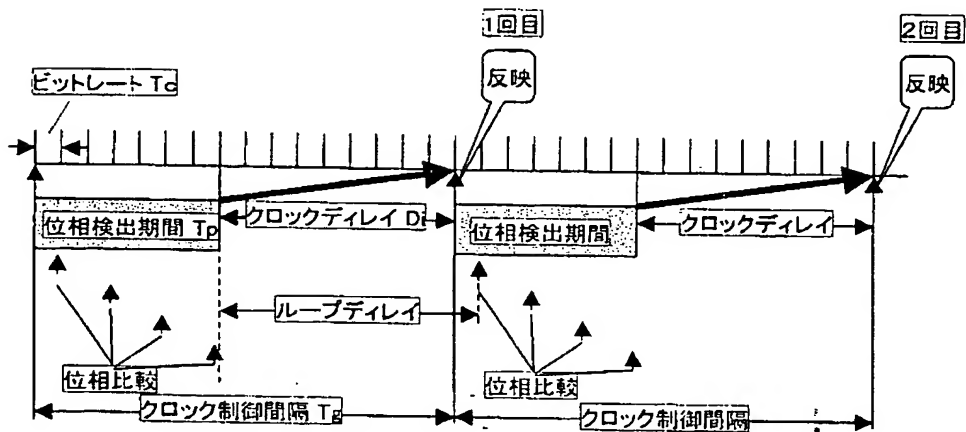 1回目
2回目
反映
反映
ビットレート Tc
位相検出期間 Tp
クロックディレイ Di
位相検出期間
クロックディレイ
ループディレイ
位相比較
位相比較
クロック制御間隔 Tg
クロック制御間隔